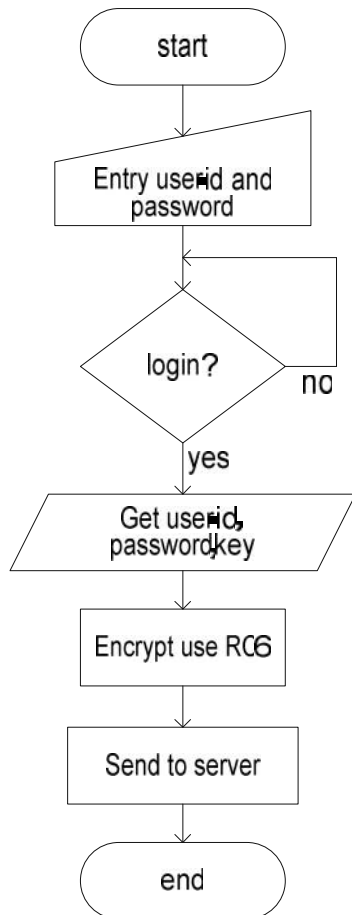 start
Entry user-id and
password
login?
no
yes
Get user-id,
password,key
Encrypt use RC6
Send to server
end